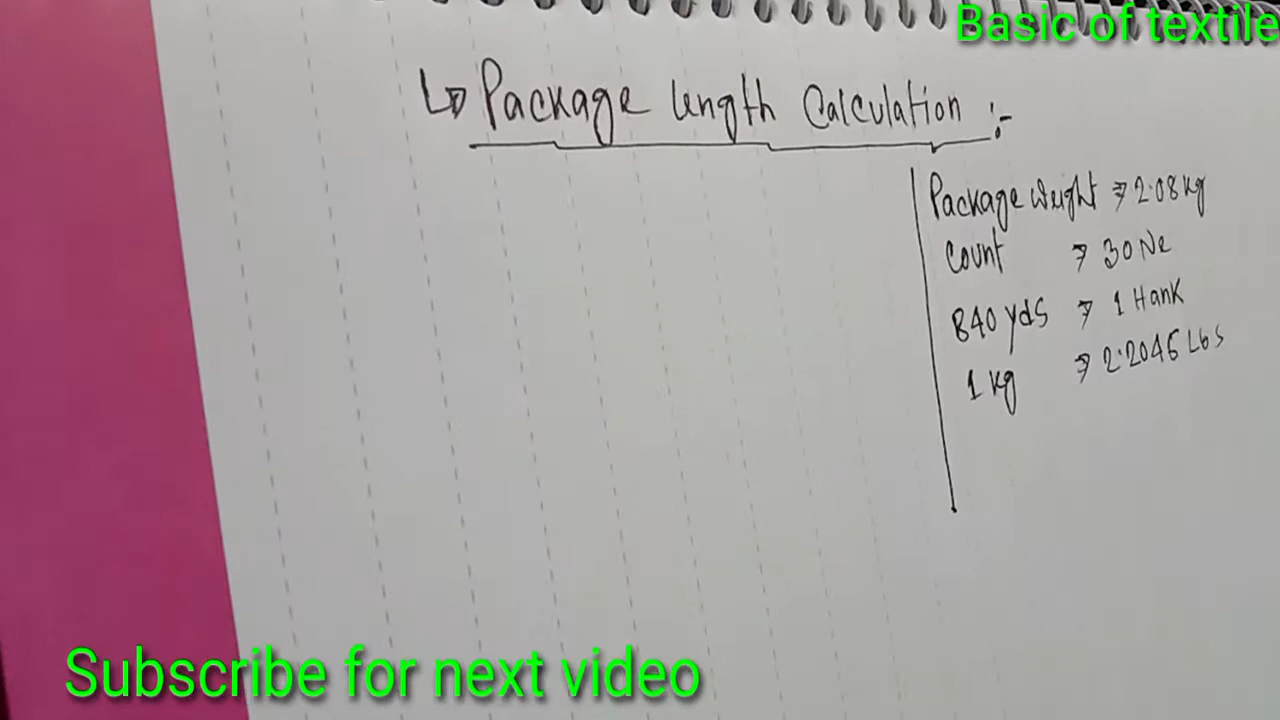 Basic of textile
↳ Package length Calculation :-
Package weight → 2.08 kg
Count → 30 Ne
840 yds → 1 Hank
1 kg → 2.2046 Lbs
Subscribe for next video